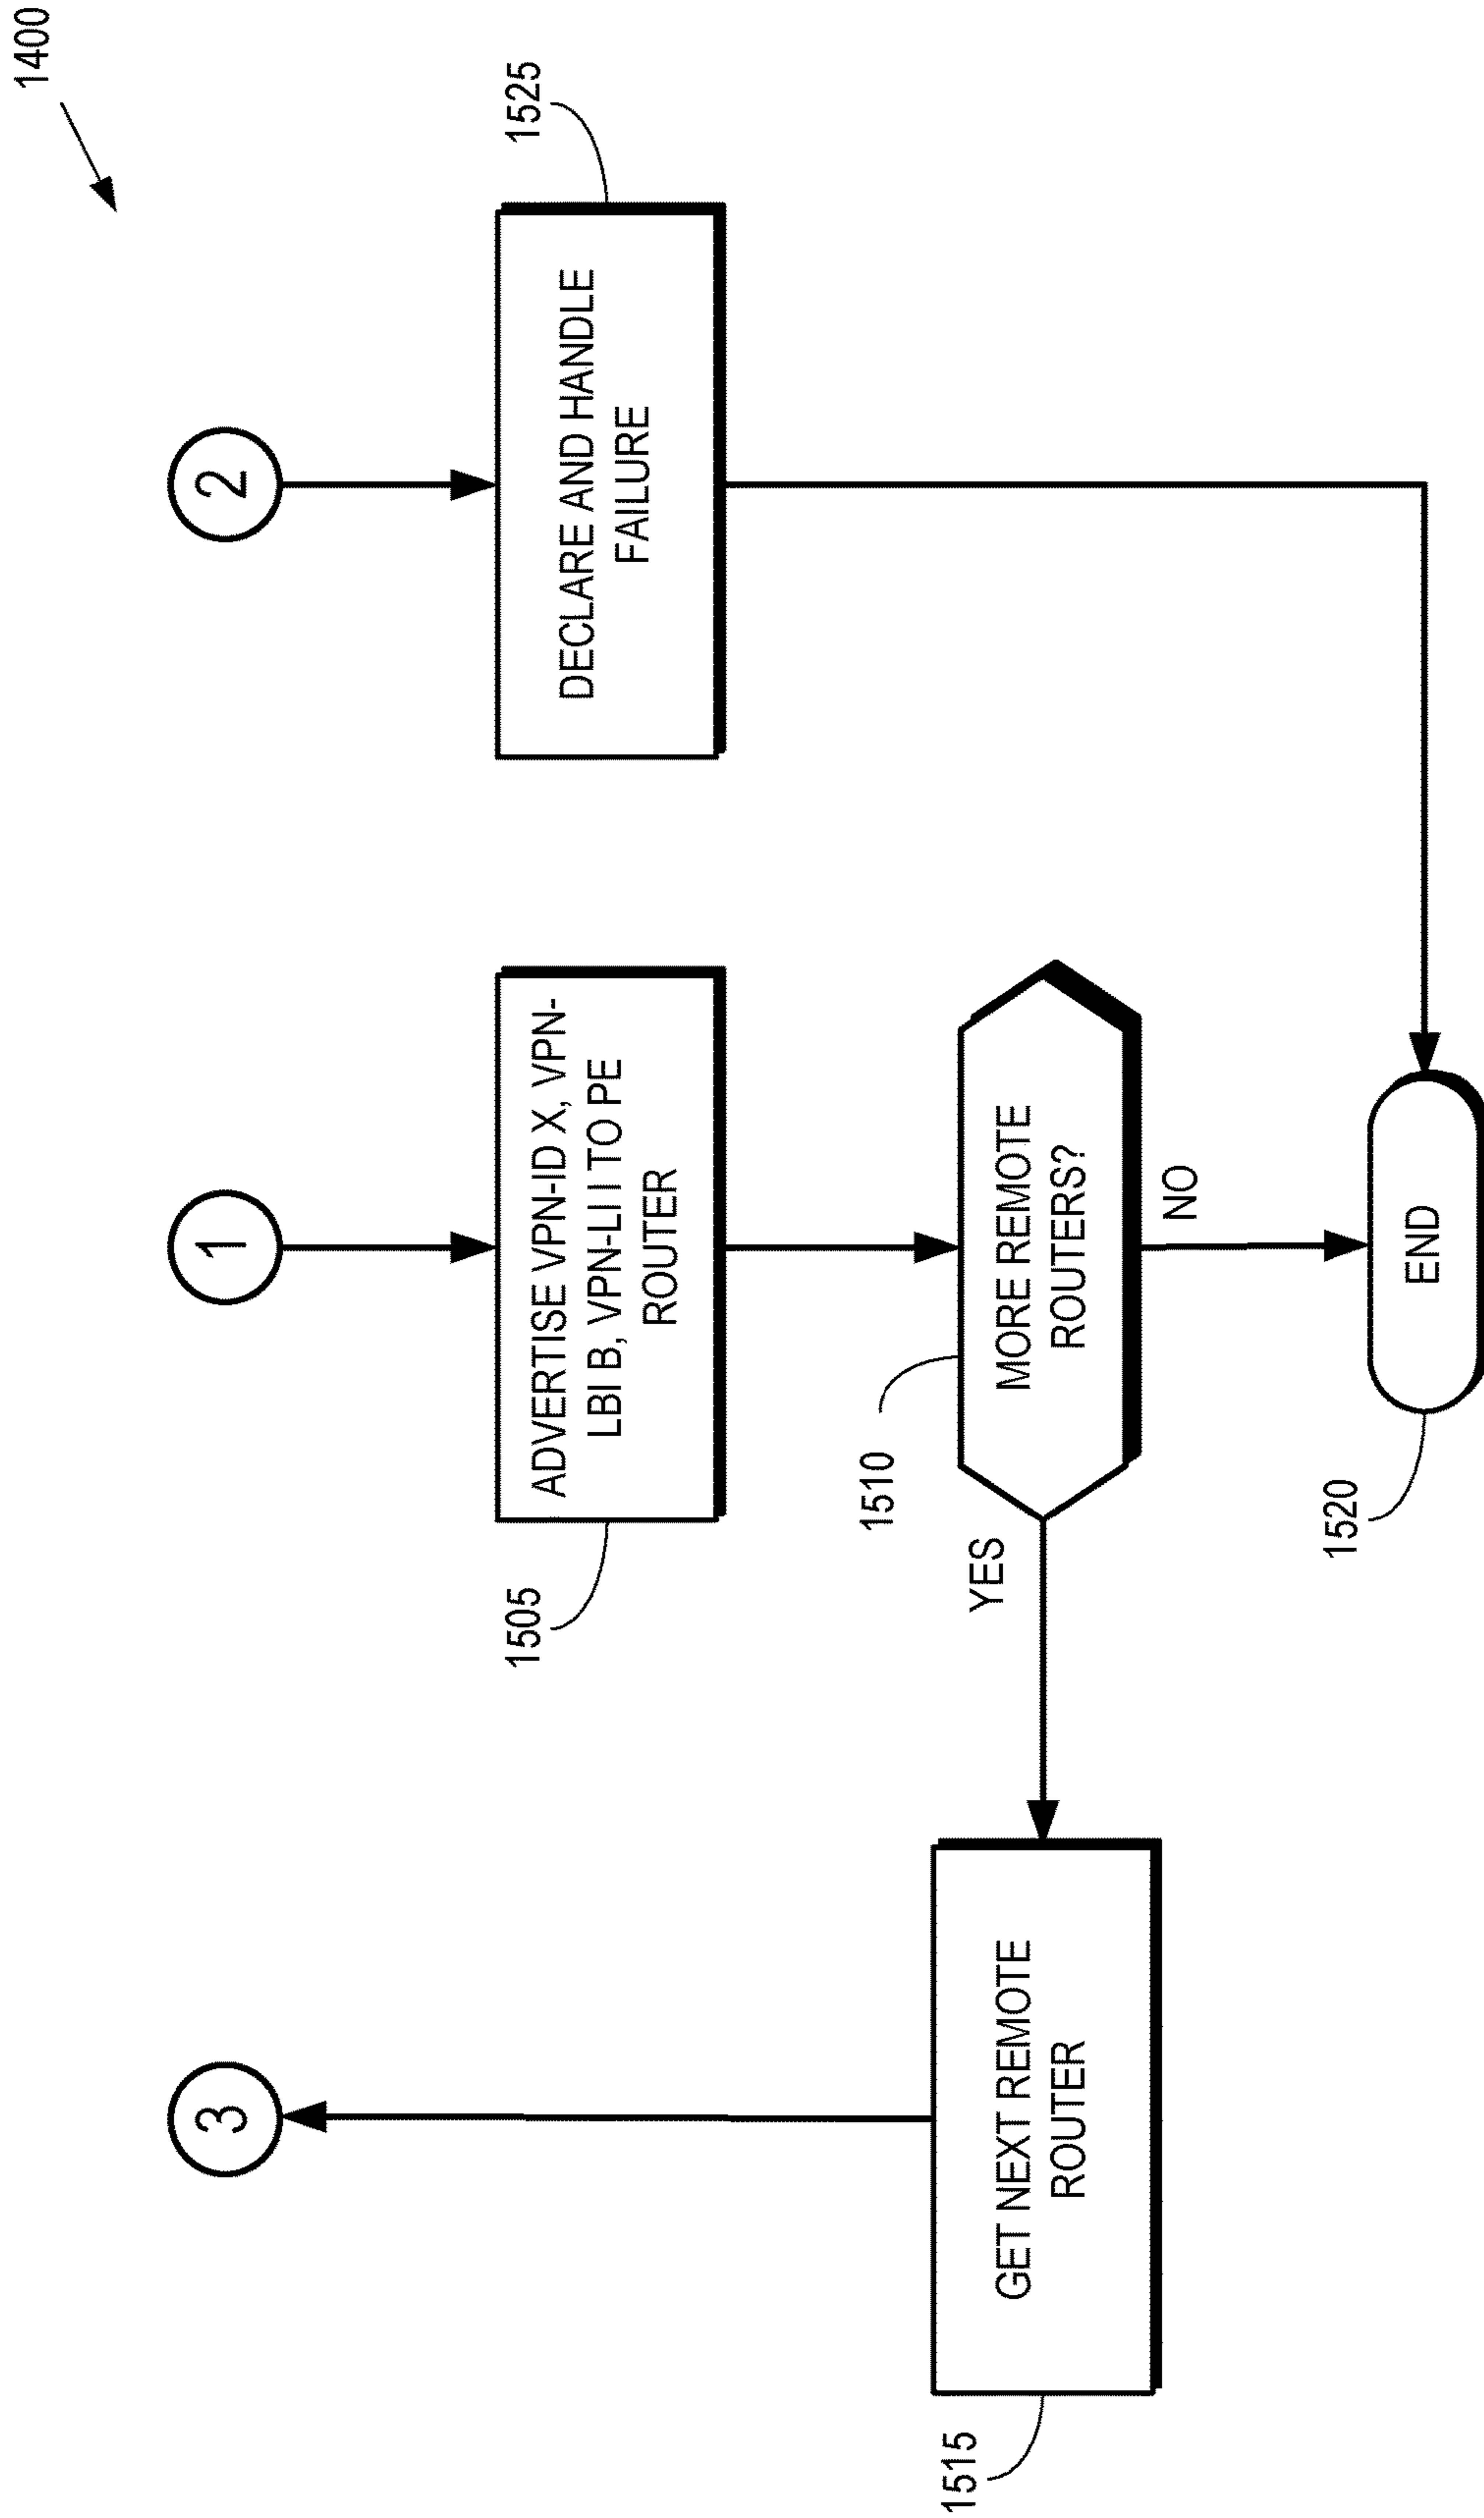 1400
3
1
2
1505
ADVERTISE VPN-ID X, VPN-
LBI B, VPN-LI I TO PE
ROUTER
1525
DECLARE AND HANDLE
FAILURE
1510
MORE REMOTE
ROUTERS?
YES
NO
1515
GET NEXT REMOTE
ROUTER
1520
END